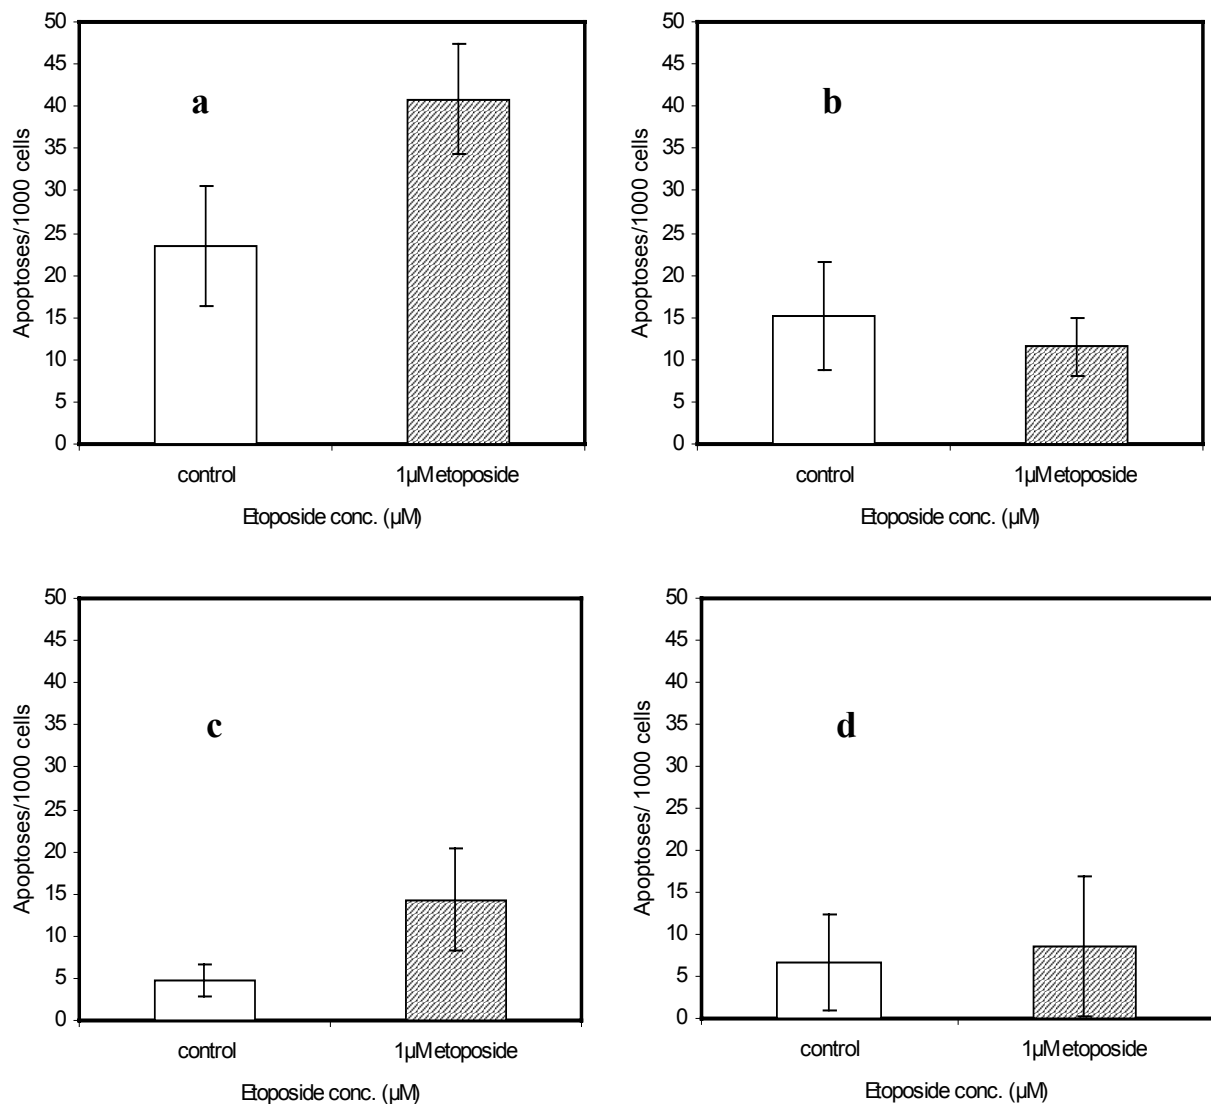 50
45
40
35
30
25
20
15
10
5
0
Apoptoses/1000 cells
a
control
1µMetoposide
Etoposide conc. (µM)
50
45
40
35
30
25
20
15
10
5
0
Apoptoses/1000 cells
b
control
1µMetoposide
Etoposide conc. (µM)
50
45
40
35
30
25
20
15
10
5
0
Apoptoses/1000 cells
c
control
1µMetoposide
Etoposide conc. (µM)
50
45
40
35
30
25
20
15
10
5
0
Apoptoses/ 1000 cells
d
control
1µMetoposide
Etoposide conc. (µM)